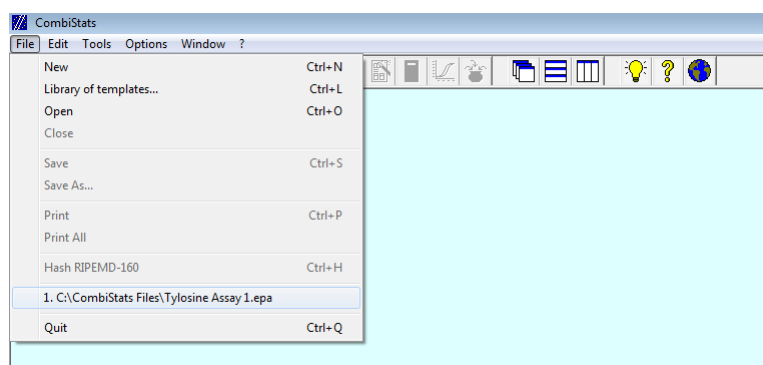 CombiStats
File Edit Tools Options Window ?
New Ctrl+N
Library of templates... Ctrl+L
Open Ctrl+O
Close
Save Ctrl+S
Save As...
Print Ctrl+P
Print All
Hash RIPEMD-160 Ctrl+H
1. C:\CombiStats Files\Tylosine Assay 1.epa
Quit Ctrl+Q